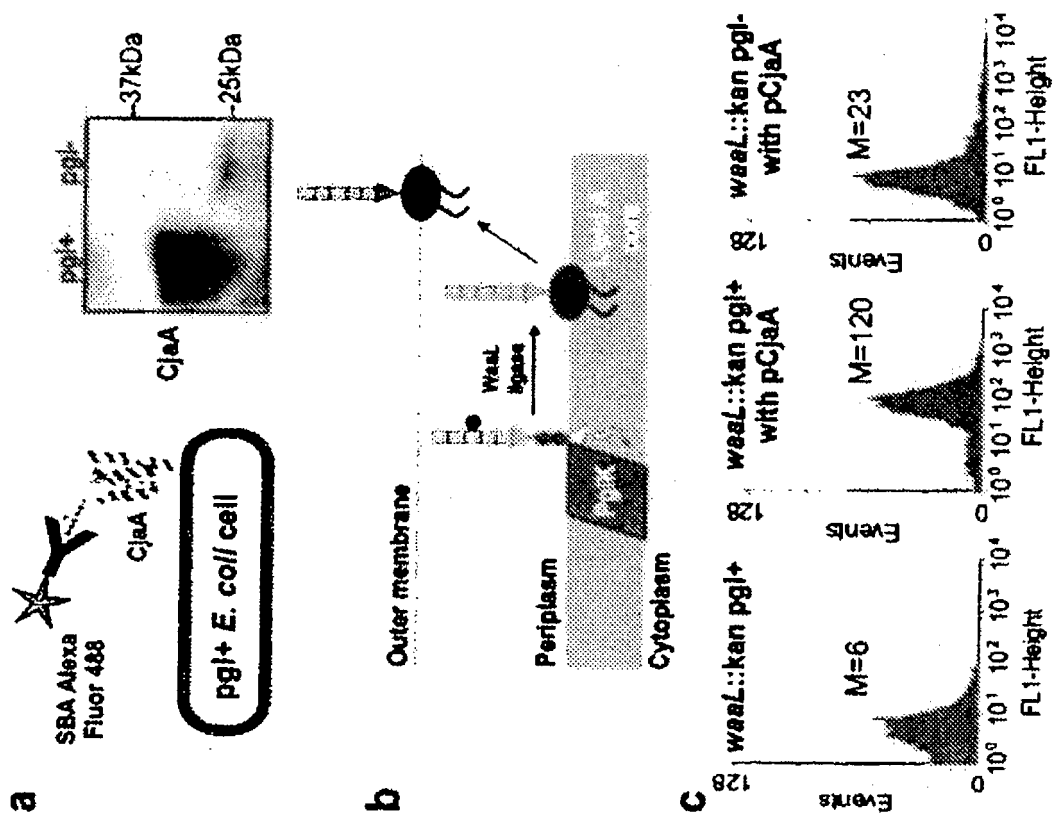 a
SBA Alexa
Fluor 488
CjaA
pgl+ E. coli cell
pgl+
pgl-
CjaA
37kDa
25kDa
b
Outer membrane
Periplasm
Cytoplasm
WaaL
ligase
c
waaL::kan pgl+
128
Events
0
M=6
10⁰ 10¹ 10² 10³ 10⁴
FL1-Height
waaL::kan pgl+
with pCjaA
128
Events
0
M=120
10⁰ 10¹ 10² 10³ 10⁴
FL1-Height
waaL::kan pgl-
with pCjaA
128
Events
0
M=23
10⁰ 10¹ 10² 10³ 10⁴
FL1-Height